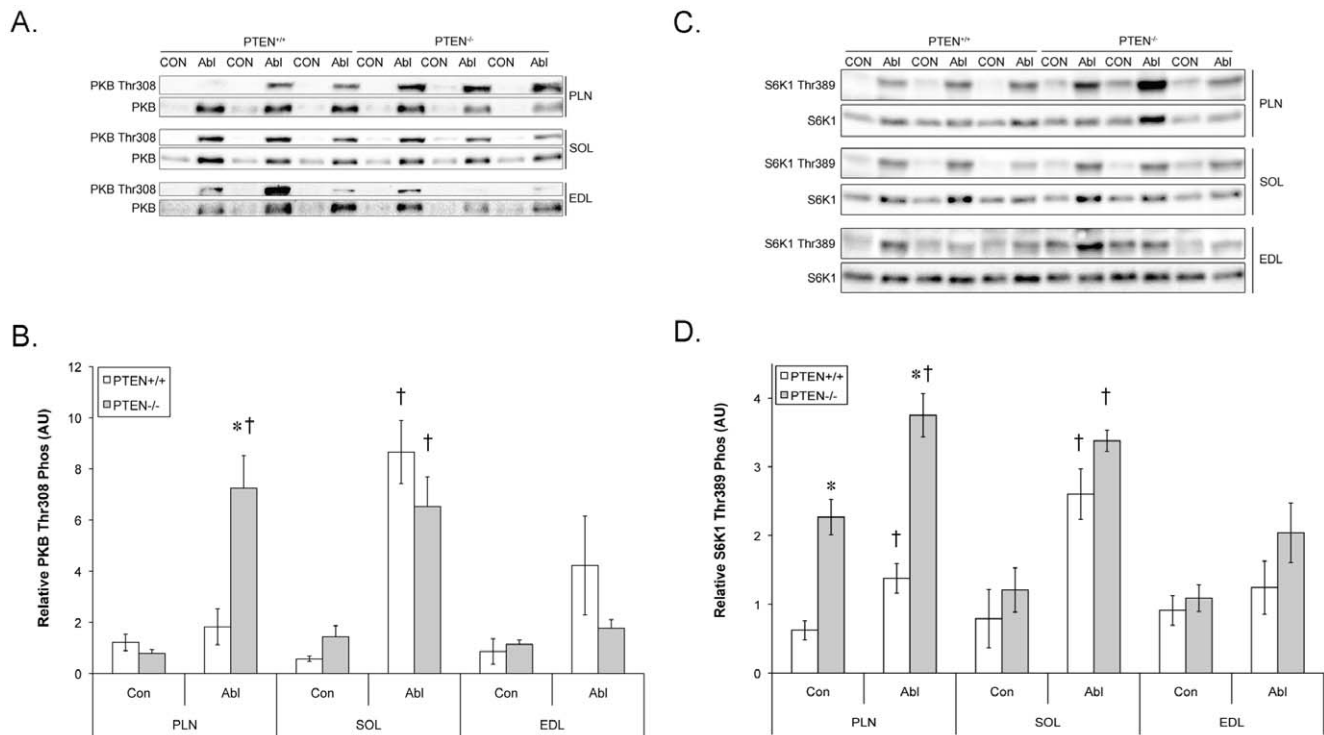 A.
PTEN+/+ PTEN-/-
CON Abl CON Abl CON Abl CON Abl CON Abl CON Abl
PKB Thr308
PKB
PLN
PKB Thr308
PKB
SOL
PKB Thr308
PKB
EDL
B.
PTEN+/+
PTEN-/-
Relative PKB Thr308 Phos (AU)
12
10
8
6
4
2
0
*†
†
†
Con Abl Con Abl Con Abl
PLN SOL EDL
C.
PTEN+/+ PTEN-/-
CON Abl CON Abl CON Abl CON Abl CON Abl CON Abl
S6K1 Thr389
S6K1
PLN
S6K1 Thr389
S6K1
SOL
S6K1 Thr389
S6K1
EDL
D.
PTEN+/+
PTEN-/-
Relative S6K1 Thr389 Phos (AU)
4
3
2
1
0
*
†
*†
†
†
Con Abl Con Abl Con Abl
PLN SOL EDL